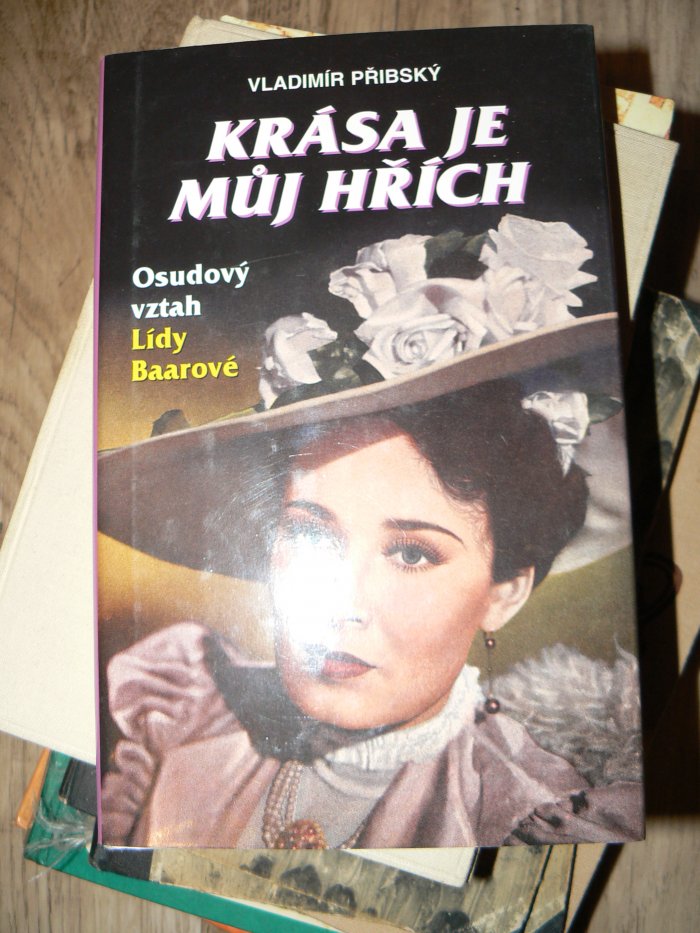 VLADIMÍR PŘIBSKÝ
KRÁSA JE
MŮJ HŘÍCH
Osudový
vztah
Lídy
Baarové